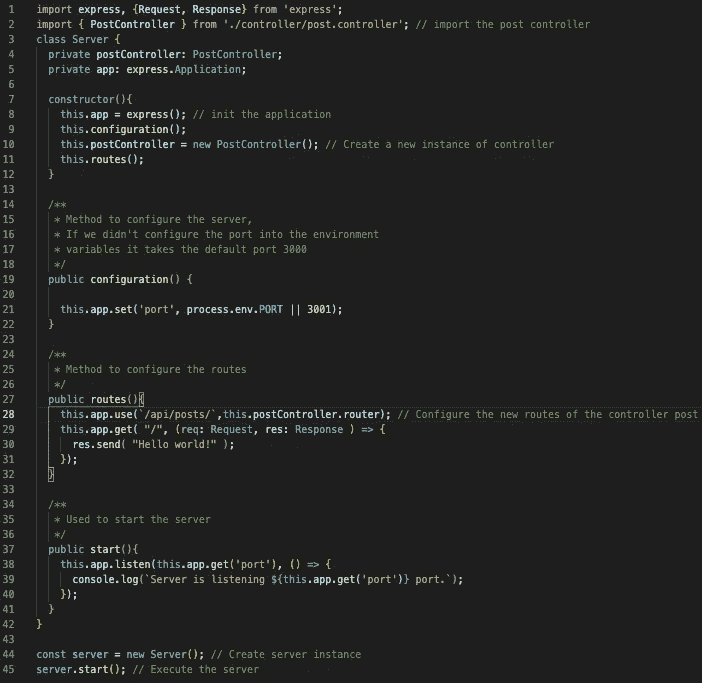 1 import express, {Request, Response} from 'express';
2 import { PostController } from './controller/post.controller'; // import the post controller
3 class Server {
4 private postController: PostController;
5 private app: express.Application;
6
7 constructor(){
8 this.app = express(); // init the application
9 this.configuration();
10 this.postController = new PostController(); // Create a new instance of controller
11 this.routes();
12 }
13
14 /**
15 * Method to configure the server,
16 * If we didn't configure the port into the environment
17 * variables it takes the default port 3000
18 */
19 public configuration() {
20
21 this.app.set('port', process.env.PORT || 3001);
22 }
23
24 /**
25 * Method to configure the routes
26 */
27 public routes(){
28 this.app.use(`/api/posts/`,this.postController.router); // Configure the new routes of the controller post
29 this.app.get( "/", (req: Request, res: Response ) => {
30 res.send( "Hello world!" );
31 });
32 }
33
34 /**
35 * Used to start the server
36 */
37 public start(){
38 this.app.listen(this.app.get('port'), () => {
39 console.log(`Server is listening ${this.app.get('port')} port.`);
40 });
41 }
42 }
43
44 const server = new Server(); // Create server instance
45 server.start(); // Execute the server